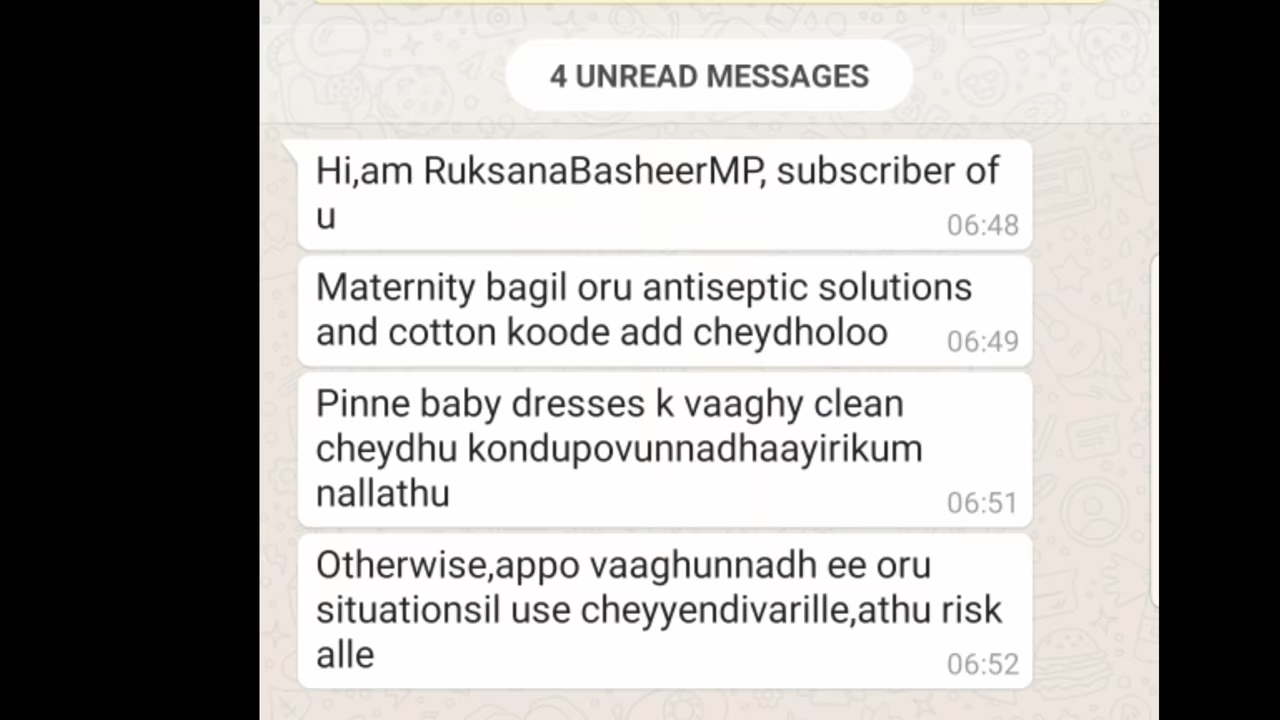 4 UNREAD MESSAGES
Hi,am RuksanaBasheerMP, subscriber of
u
06:48
Maternity bagil oru antiseptic solutions
and cotton koode add cheydholoo
06:49
Pinne baby dresses k vaaghy clean
cheydhu kondupovunnadhaayirikum
nallathu
06:51
Otherwise,appo vaaghunnadh ee oru
situationsil use cheyyendivarille,athu risk
alle
06:52